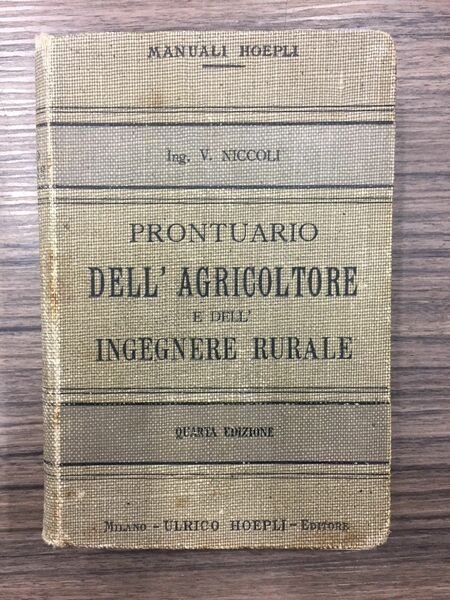 MANUALI HOEPLI
Ing. V. NICCOLI
PRONTUARIO
DELL' AGRICOLTORE
E DELL'
INGEGNERE RURALE
QUARTA EDIZIONE
MILANO - ULRICO HOEPLI - EDITORE